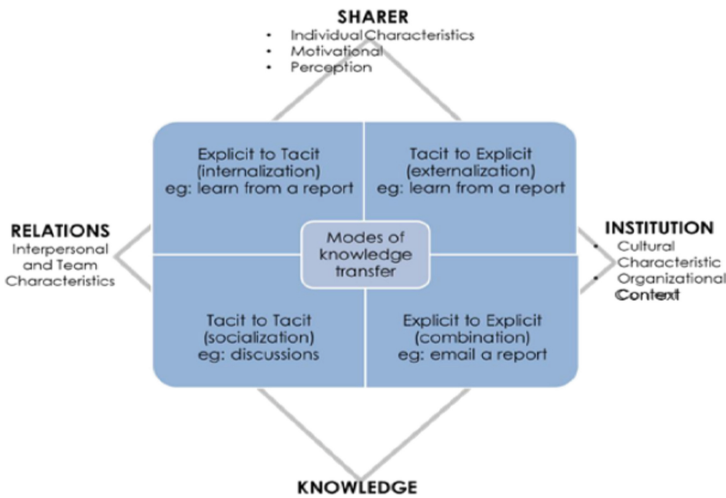 SHARER
• Individual Characteristics
• Motivational
• Perception
Explicit to Tacit
(internalization)
eg: learn from a report
Tacit to Explicit
(externalization)
eg: learn from a report
RELATIONS
Interpersonal
and Team
Characteristics
Modes of
knowledge
transfer
INSTITUTION
• Cultural
Characteristic
• Organizational
Context
Tacit to Tacit
(socialization)
eg: discussions
Explicit to Explicit
(combination)
eg: email a report
KNOWLEDGE